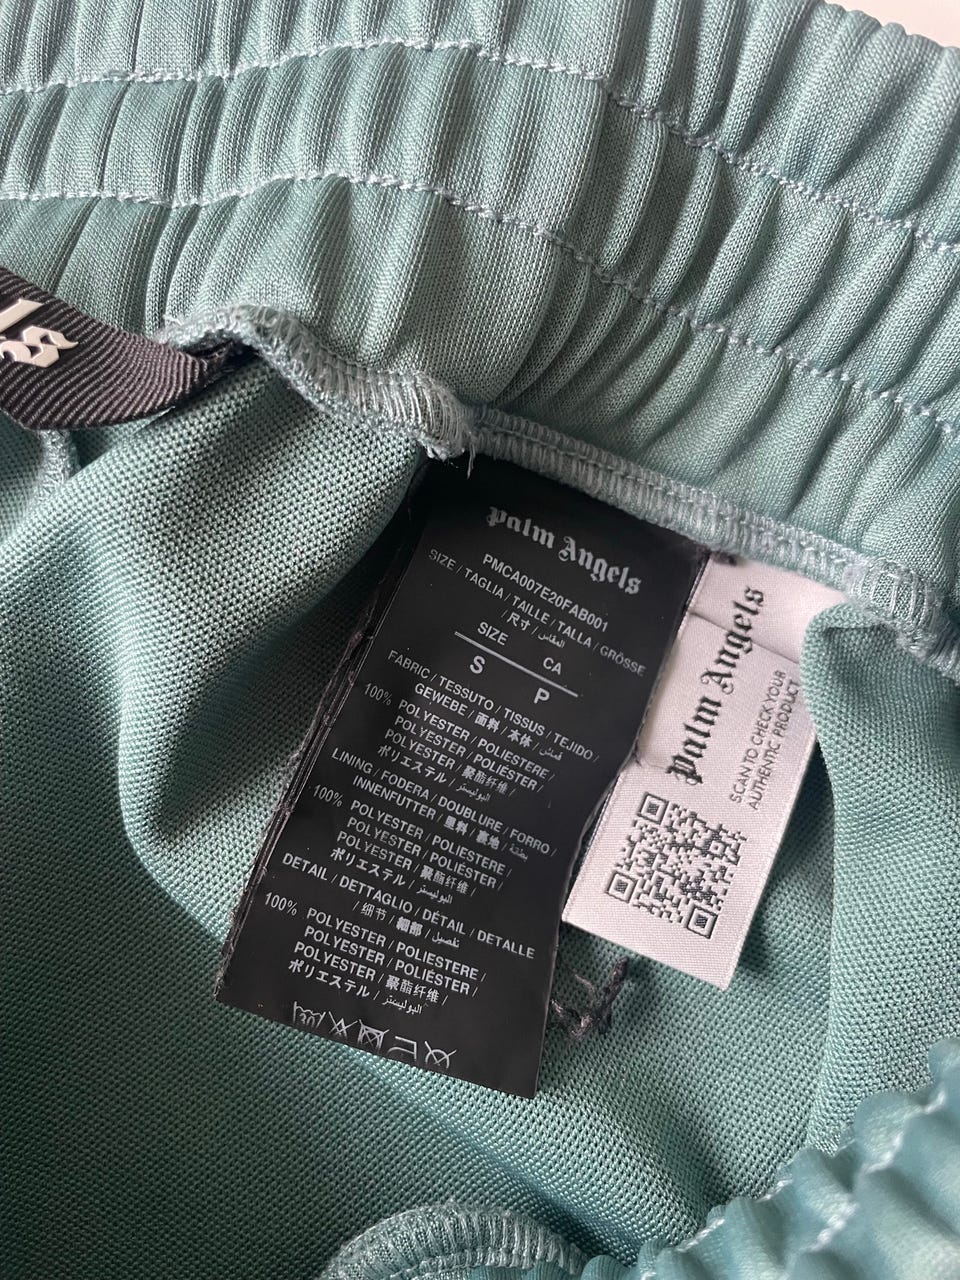 Palm Angels
PMCA007E20FAB001
SIZE / TAGLIA / TAILLE / TALLA / GRÖSSE
/ 尺寸 / المقاس
SIZE CA
S P
FABRIC / TESSUTO / TISSUS / TEJIDO /
GEWEBE / 面料 / 本体 / قماش
100% POLYESTER / POLIESTERE /
POLYESTER / POLIÉSTER /
POLYESTER / 聚酯纤维 /
ポリエステル / البوليستر
LINING / FODERA / DOUBLURE / FORRO /
INNENFUTTER / 里料 / 裏地 / بطانة
100% POLYESTER / POLIESTERE /
POLYESTER / POLIÉSTER /
POLYESTER / 聚酯纤维 /
ポリエステル / البوليستر
DETAIL / DETTAGLIO / DÉTAIL / DETALLE
/ 细节 / 細部 / تفصيل
100% POLYESTER / POLIESTERE /
POLYESTER / POLIÉSTER /
POLYESTER / 聚酯纤维 /
ポリエステル / البوليستر
Palm Angels
SCAN TO CHECK YOUR
AUTHENTIC PRODUCT